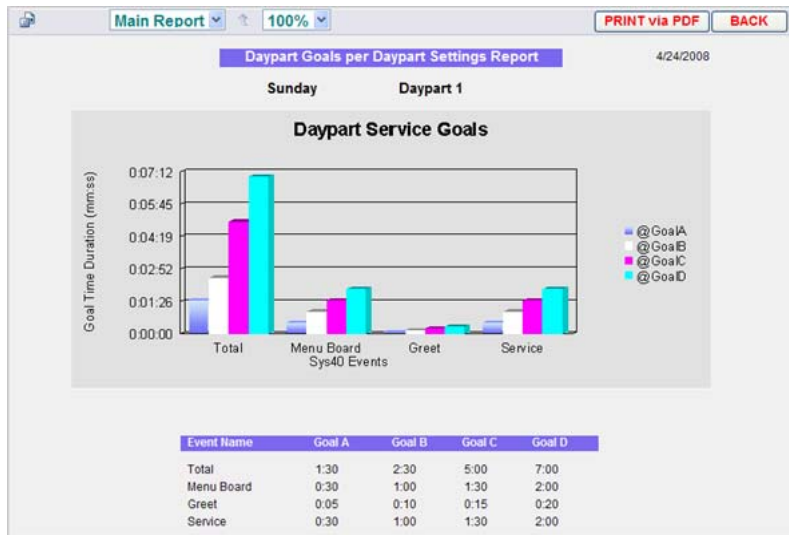 Main Report 100% PRINT via PDF BACK
Daypart Goals per Daypart Settings Report 4/24/2008
Sunday Daypart 1
Daypart Service Goals
Goal Time Duration (mm:ss)
0:07:12
0:05:45
0:04:19
0:02:52
0:01:26
0:00:00
Total Menu Board Greet Service
Sys40 Events
@GoalA
@GoalB
@GoalC
@GoalD
Event Name Goal A Goal B Goal C Goal D
Total 1:30 2:30 5:00 7:00
Menu Board 0:30 1:00 1:30 2:00
Greet 0:05 0:10 0:15 0:20
Service 0:30 1:00 1:30 2:00